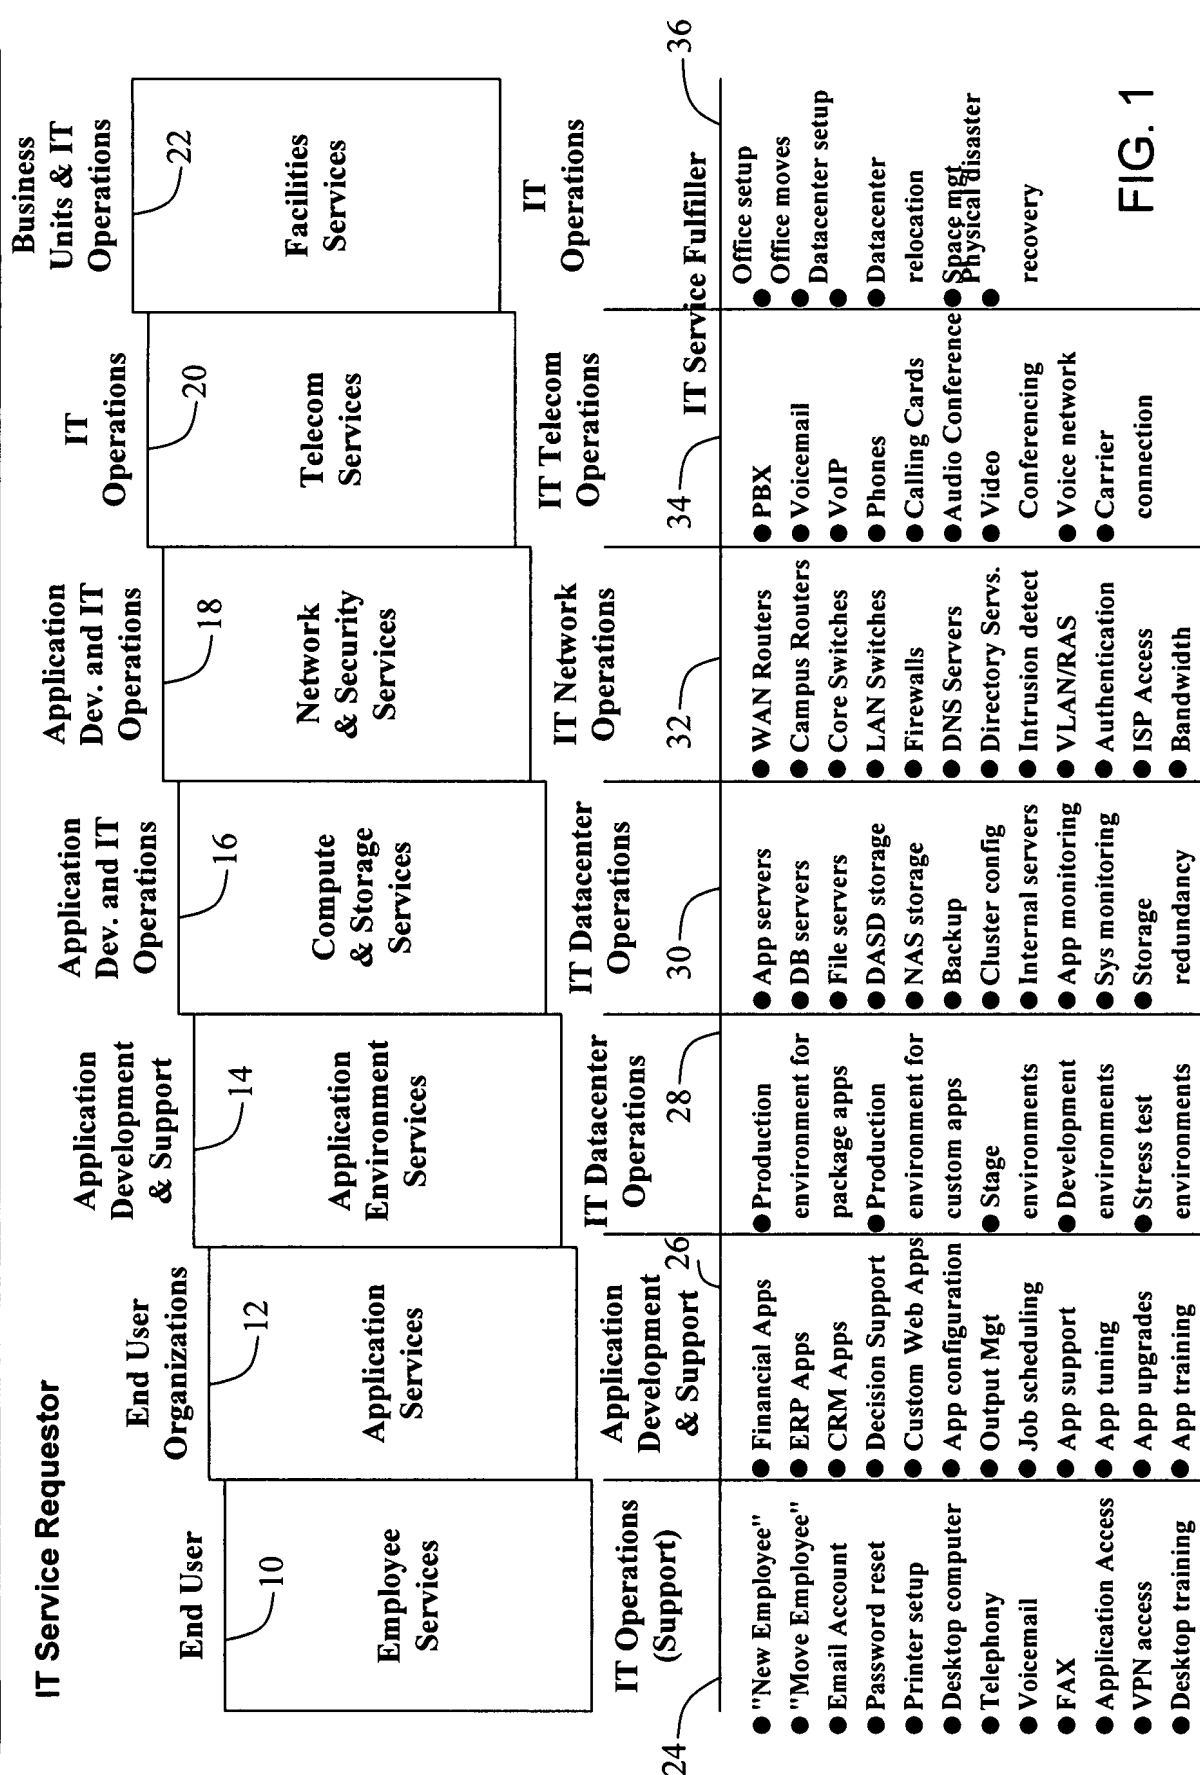 IT Service Requestor
End User
10
Employee
Services
IT Operations
(Support)
24
● "New Employee"
● "Move Employee"
● Email Account
● Password reset
● Printer setup
● Desktop computer
● Telephony
● Voicemail
● FAX
● Application Access
● VPN access
● Desktop training
End User
Organizations
12
Application
Services
Application
Development
& Support
26
● Financial Apps
● ERP Apps
● CRM Apps
● Decision Support
● Custom Web Apps
● App configuration
● Output Mgt
● Job scheduling
● App support
● App tuning
● App upgrades
● App training
Application
Development
& Support
14
Application
Environment
Services
IT Datacenter
Operations
28
● Production
environment for
package apps
● Production
environment for
custom apps
● Stage
environments
● Development
environments
● Stress test
environments
Application
Dev. and IT
Operations
16
Compute
& Storage
Services
IT Datacenter
Operations
30
● App servers
● DB servers
● File servers
● DASD storage
● NAS storage
● Backup
● Cluster config
● Internal servers
● App monitoring
● Sys monitoring
● Storage
redundancy
Application
Dev. and IT
Operations
18
Network
& Security
Services
IT Network
Operations
32
● WAN Routers
● Campus Routers
● Core Switches
● LAN Switches
● Firewalls
● DNS Servers
● Directory Servs.
● Intrusion detect
● VLAN/RAS
● Authentication
● ISP Access
● Bandwidth
IT
Operations
20
Telecom
Services
IT Telecom
Operations
34
● PBX
● Voicemail
● VoIP
● Phones
● Calling Cards
● Audio Conference
● Video
Conferencing
● Voice network
● Carrier
connection
Business
Units & IT
Operations
22
Facilities
Services
IT
Operations
IT Service Fulfiller
36
● Office setup
● Office moves
● Datacenter setup
● Datacenter
relocation
● Space mgt
● Physical disaster
recovery
FIG. 1